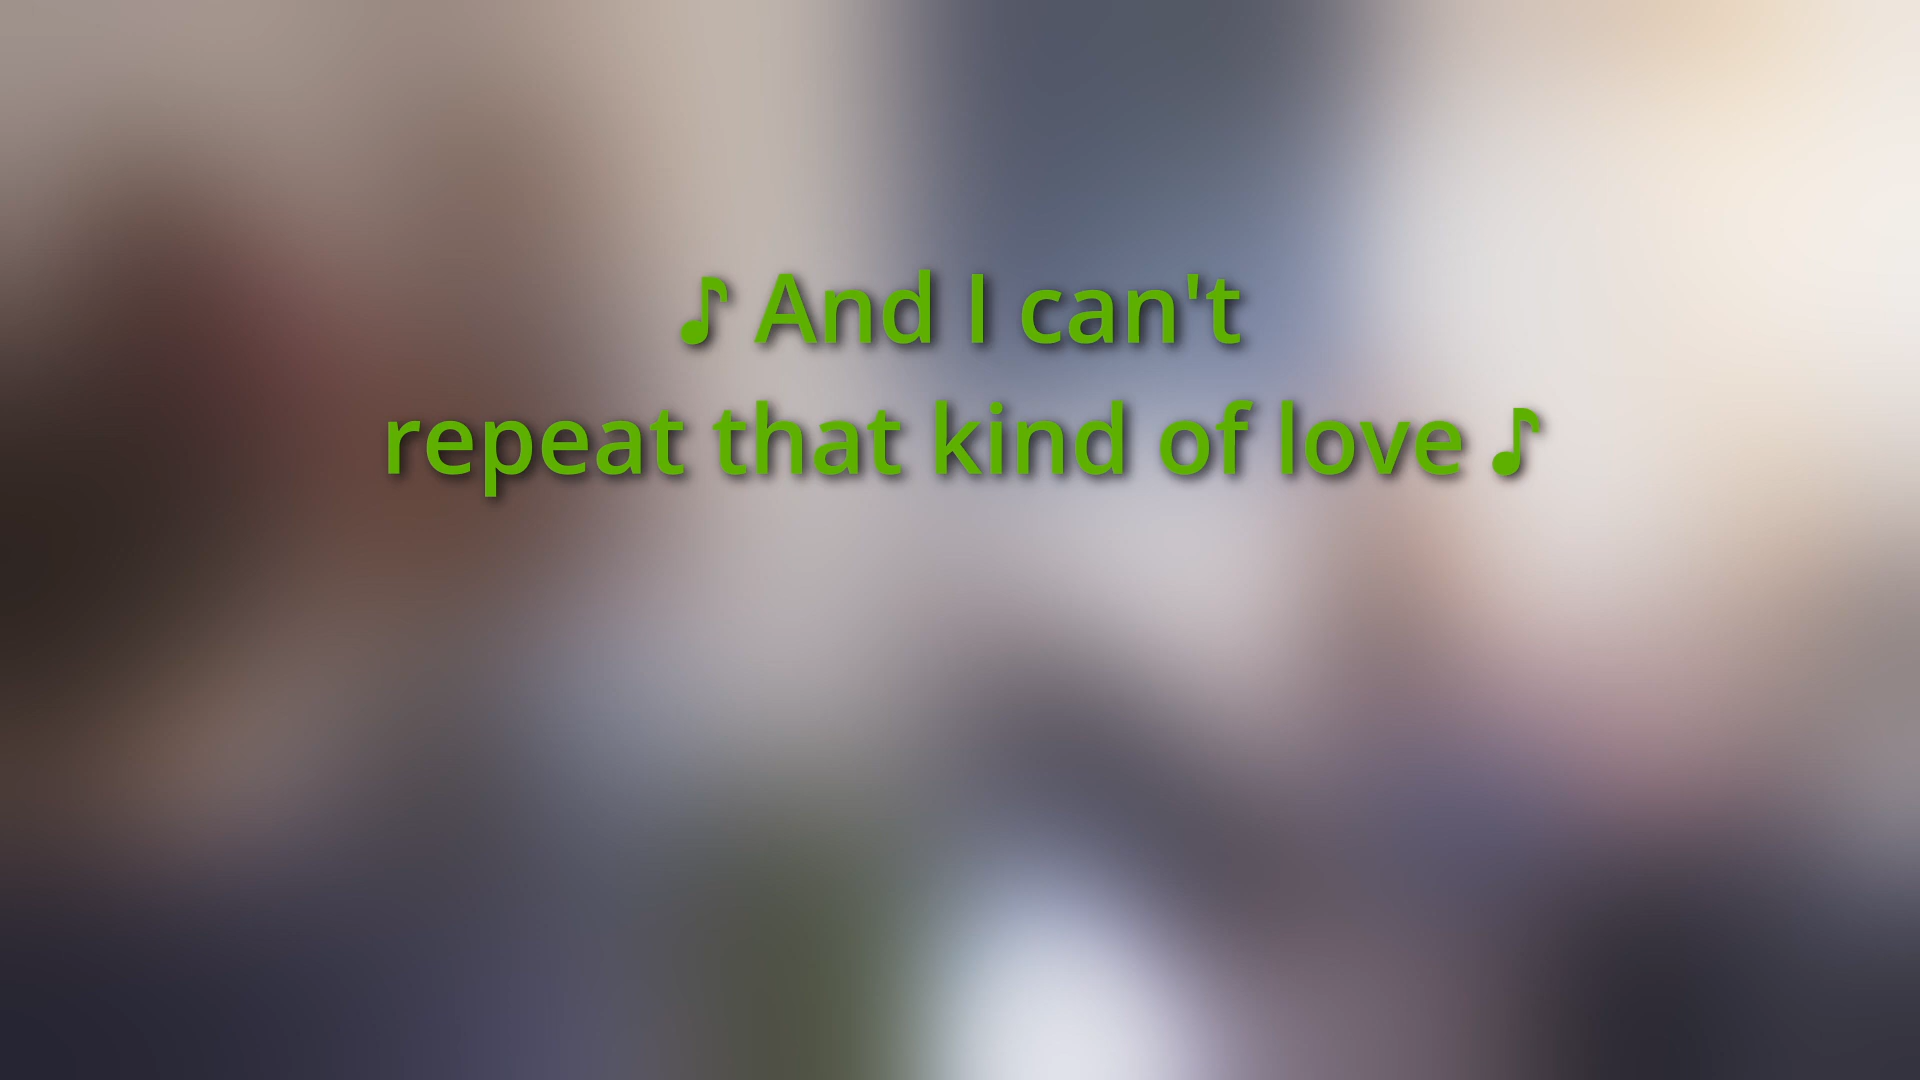 ♪ And I can't
repeat that kind of love ♪